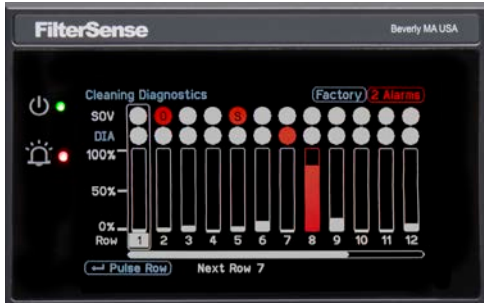 FilterSense
Beverly MA USA
Cleaning Diagnostics
Factory
2 Alarms
SOV
O
S
DIA
100%
50%
0%
Row 1 2 3 4 5 6 7 8 9 10 11 12
Pulse Row
Next Row 7